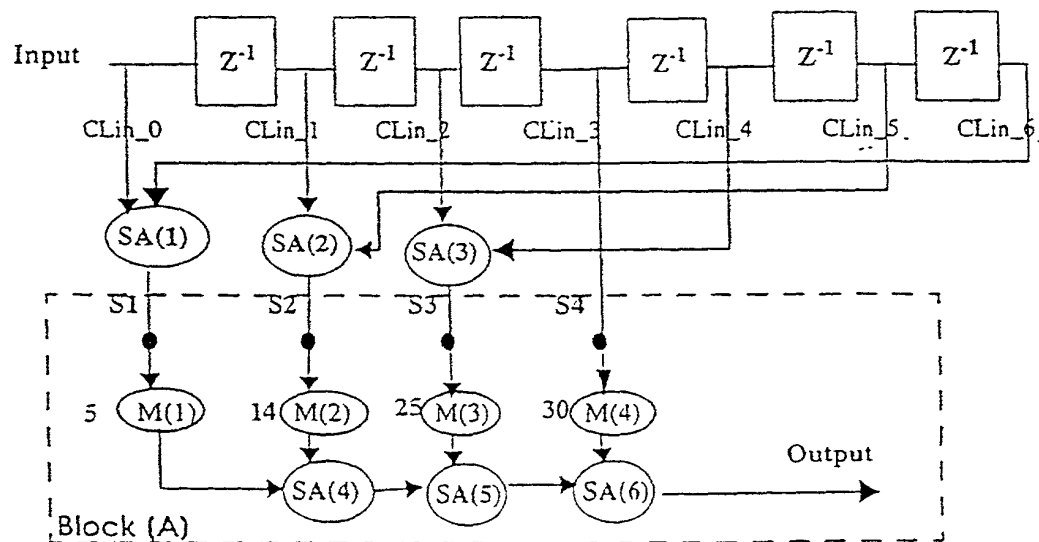 Input Z-1 Z-1 Z-1 Z-1 Z-1 Z-1
CLin_0 CLin_1 CLin_2 CLin_3 CLin_4 CLin_5 CLin_6
SA(1) SA(2) SA(3)
S1 S2 S3 S4
5 M(1) 14 M(2) 25 M(3) 30 M(4)
Output
SA(4) SA(5) SA(6)
Block (A)